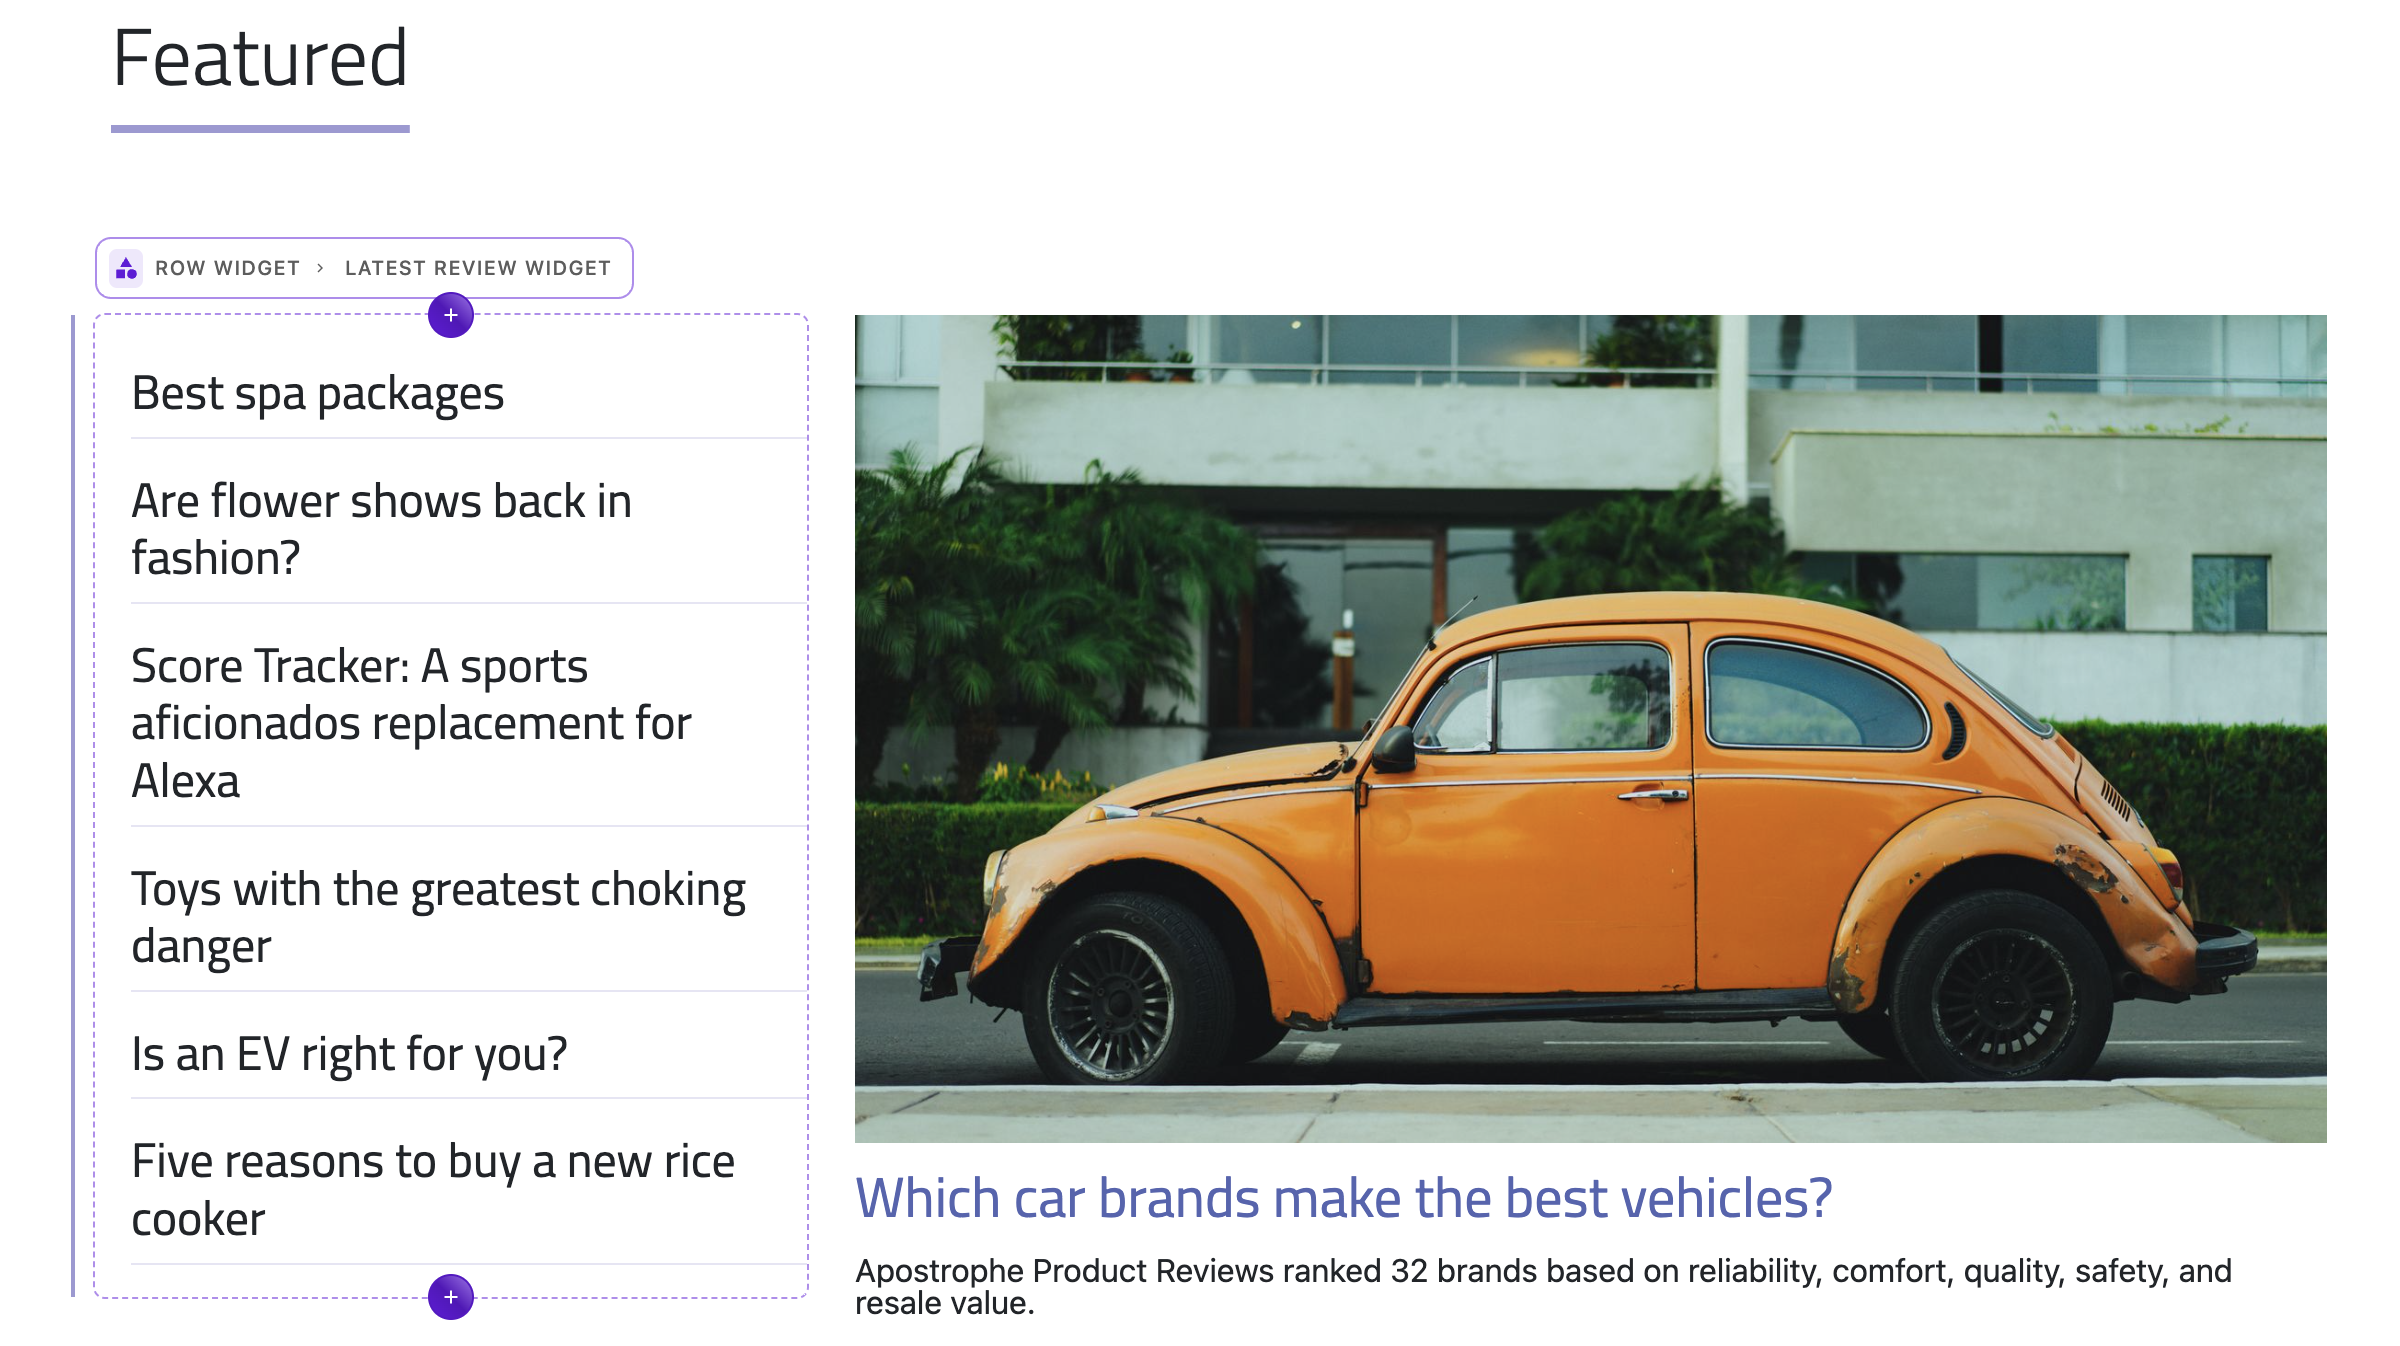 Featured
ROW WIDGET > LATEST REVIEW WIDGET
Best spa packages
Are flower shows back in
fashion?
Score Tracker: A sports
aficionados replacement for
Alexa
Toys with the greatest choking
danger
Is an EV right for you?
Five reasons to buy a new rice
cooker
Which car brands make the best vehicles?
Apostrophe Product Reviews ranked 32 brands based on reliability, comfort, quality, safety, and
resale value.